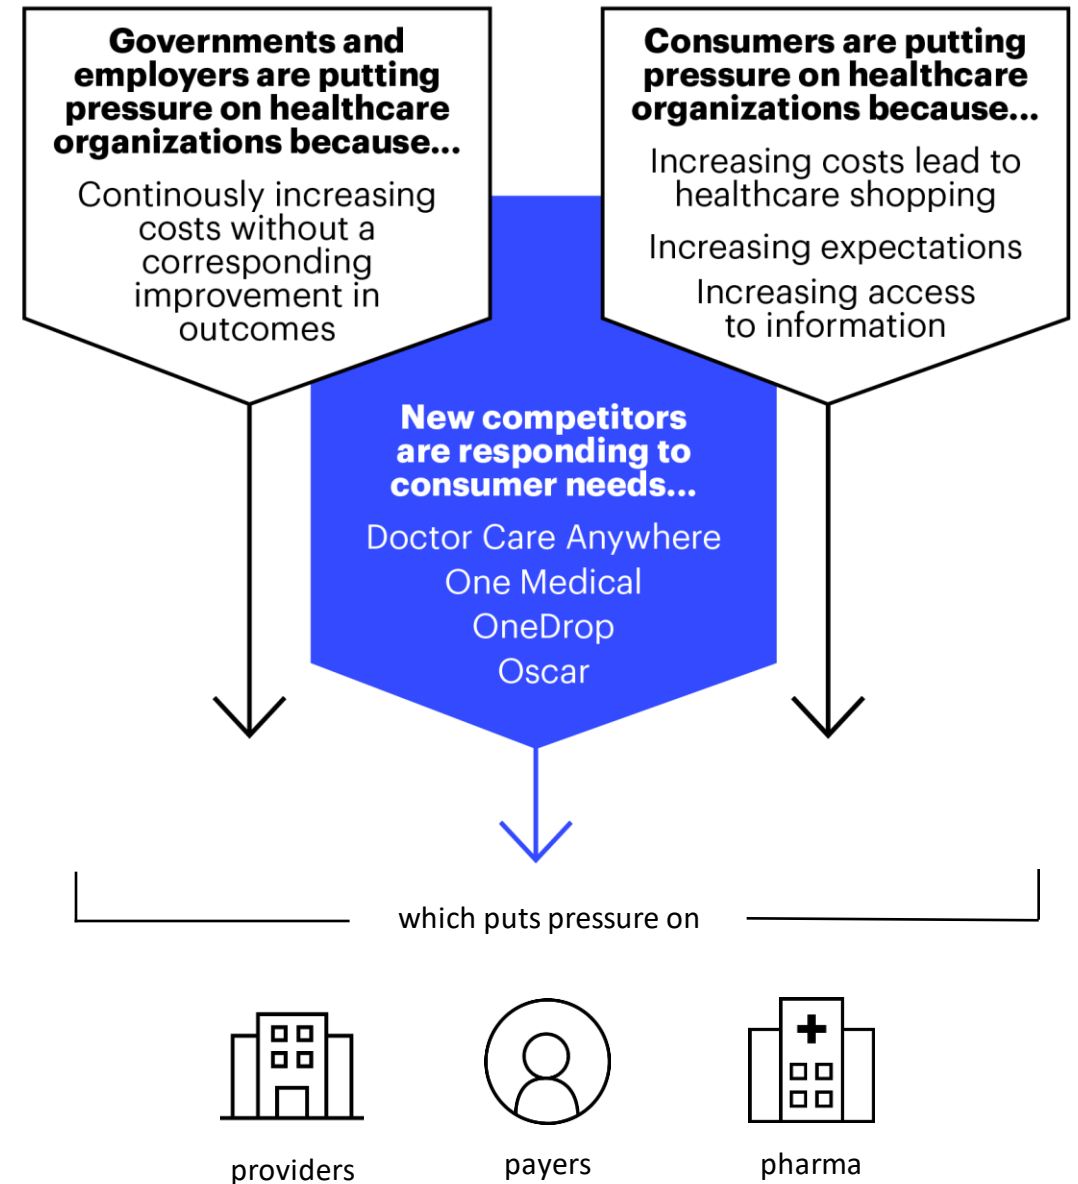 Governments and
employers are putting
pressure on healthcare
organizations because...
Continously increasing
costs without a
corresponding
improvement in
outcomes
Consumers are putting
pressure on healthcare
organizations because...
Increasing costs lead to
healthcare shopping
Increasing expectations
Increasing access
to information
New competitors
are responding to
consumer needs...
Doctor Care Anywhere
One Medical
OneDrop
Oscar
which puts pressure on
providers
payers
pharma